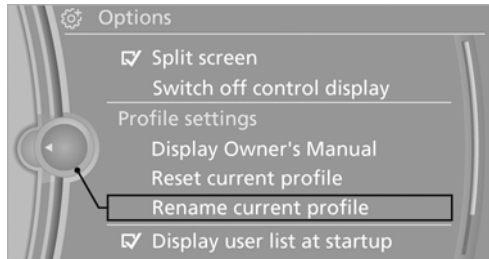 Options
Split screen
Switch off control display
Profile settings
Display Owner's Manual
Reset current profile
Rename current profile
Display user list at startup